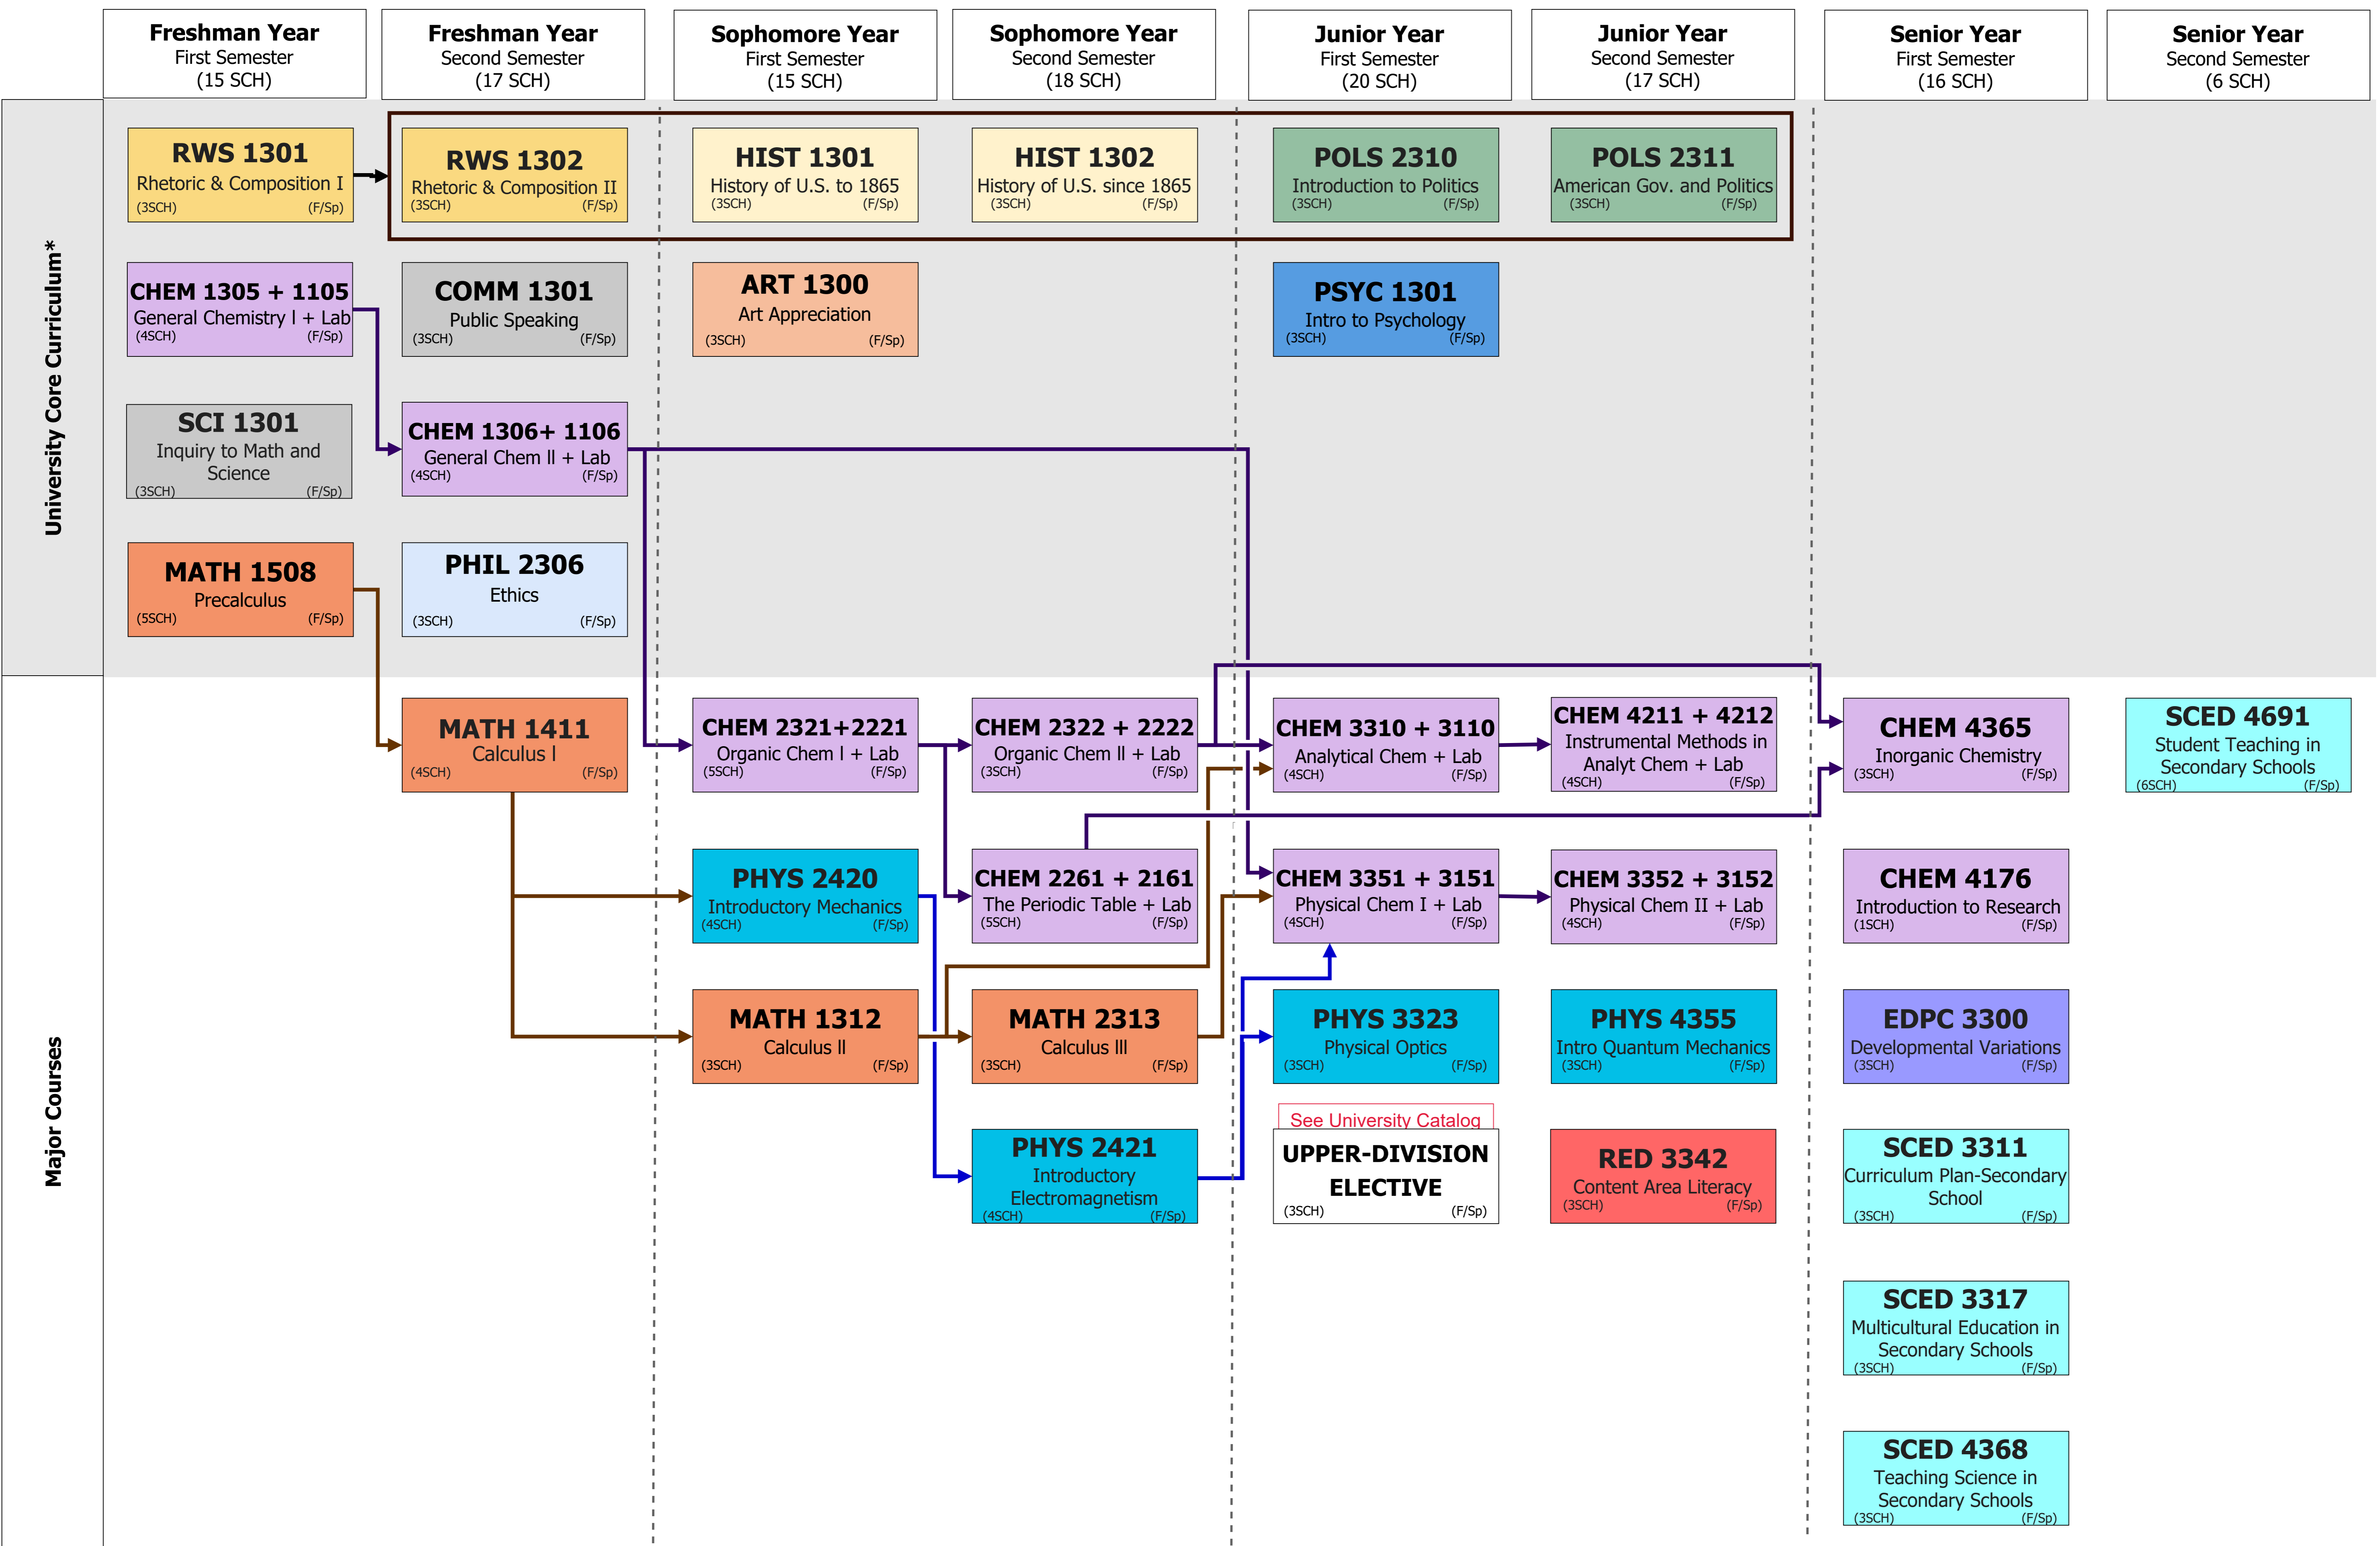 Freshman Year
First Semester
(15 SCH)
Freshman Year
Second Semester
(17 SCH)
Sophomore Year
First Semester
(15 SCH)
Sophomore Year
Second Semester
(18 SCH)
Junior Year
First Semester
(20 SCH)
Junior Year
Second Semester
(17 SCH)
Senior Year
First Semester
(16 SCH)
Senior Year
Second Semester
(6 SCH)
University Core Curriculum*
RWS 1301
Rhetoric & Composition I
(3SCH) (F/Sp)
RWS 1302
Rhetoric & Composition II
(3SCH) (F/Sp)
HIST 1301
History of U.S. to 1865
(3SCH) (F/Sp)
HIST 1302
History of U.S. since 1865
(3SCH) (F/Sp)
POLS 2310
Introduction to Politics
(3SCH) (F/Sp)
POLS 2311
American Gov. and Politics
(3SCH) (F/Sp)
CHEM 1305 + 1105
General Chemistry l + Lab
(4SCH) (F/Sp)
COMM 1301
Public Speaking
(3SCH) (F/Sp)
ART 1300
Art Appreciation
(3SCH) (F/Sp)
PSYC 1301
Intro to Psychology
(3SCH) (F/Sp)
SCI 1301
Inquiry to Math and
Science
(3SCH) (F/Sp)
CHEM 1306+ 1106
General Chem ll + Lab
(4SCH) (F/Sp)
MATH 1508
Precalculus
(5SCH) (F/Sp)
PHIL 2306
Ethics
(3SCH) (F/Sp)
Major Courses
MATH 1411
Calculus l
(4SCH) (F/Sp)
CHEM 2321+2221
Organic Chem l + Lab
(5SCH) (F/Sp)
CHEM 2322 + 2222
Organic Chem ll + Lab
(3SCH) (F/Sp)
CHEM 3310 + 3110
Analytical Chem + Lab
(4SCH) (F/Sp)
CHEM 4211 + 4212
Instrumental Methods in
Analyt Chem + Lab
(4SCH) (F/Sp)
CHEM 4365
Inorganic Chemistry
(3SCH) (F/Sp)
SCED 4691
Student Teaching in
Secondary Schools
(6SCH) (F/Sp)
PHYS 2420
Introductory Mechanics
(4SCH) (F/Sp)
CHEM 2261 + 2161
The Periodic Table + Lab
(5SCH) (F/Sp)
CHEM 3351 + 3151
Physical Chem I + Lab
(4SCH) (F/Sp)
CHEM 3352 + 3152
Physical Chem II + Lab
(4SCH) (F/Sp)
CHEM 4176
Introduction to Research
(1SCH) (F/Sp)
MATH 1312
Calculus ll
(3SCH) (F/Sp)
MATH 2313
Calculus lll
(3SCH) (F/Sp)
PHYS 3323
Physical Optics
(3SCH) (F/Sp)
PHYS 4355
Intro Quantum Mechanics
(3SCH) (F/Sp)
EDPC 3300
Developmental Variations
(3SCH) (F/Sp)
PHYS 2421
Introductory
Electromagnetism
(4SCH) (F/Sp)
See University Catalog
UPPER-DIVISION
ELECTIVE
(3SCH) (F/Sp)
RED 3342
Content Area Literacy
(3SCH) (F/Sp)
SCED 3311
Curriculum Plan-Secondary
School
(3SCH) (F/Sp)
SCED 3317
Multicultural Education in
Secondary Schools
(3SCH) (F/Sp)
SCED 4368
Teaching Science in
Secondary Schools
(3SCH) (F/Sp)